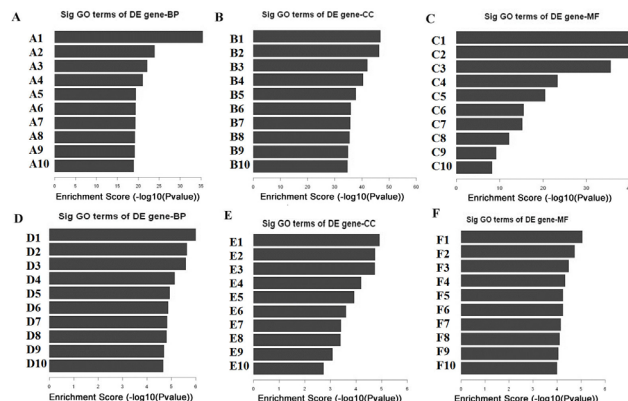 A
Sig GO terms of DE gene-BP
A1
A2
A3
A4
A5
A6
A7
A8
A9
A10
0 5 10 15 20 25 30 35
Enrichment Score (-log10(Pvalue))
B
Sig GO terms of DE gene-CC
B1
B2
B3
B4
B5
B6
B7
B8
B9
B10
0 10 20 30 40 50 60
Enrichment Score (-log10(Pvalue))
C
Sig GO terms of DE gene-MF
C1
C2
C3
C4
C5
C6
C7
C8
C9
C10
0 10 20 30 40
Enrichment Score (-log10(Pvalue))
D
Sig GO terms of DE gene-BP
D1
D2
D3
D4
D5
D6
D7
D8
D9
D10
0 1 2 3 4 5 6
Enrichment Score (-log10(Pvalue))
E
Sig GO terms of DE gene-CC
E1
E2
E3
E4
E5
E6
E7
E8
E9
E10
0 1 2 3 4 5 6
Enrichment Score (-log10(Pvalue))
F
Sig GO terms of DE gene-MF
F1
F2
F3
F4
F5
F6
F7
F8
F9
F10
0 1 2 3 4 5 6
Enrichment Score (-log10(Pvalue))